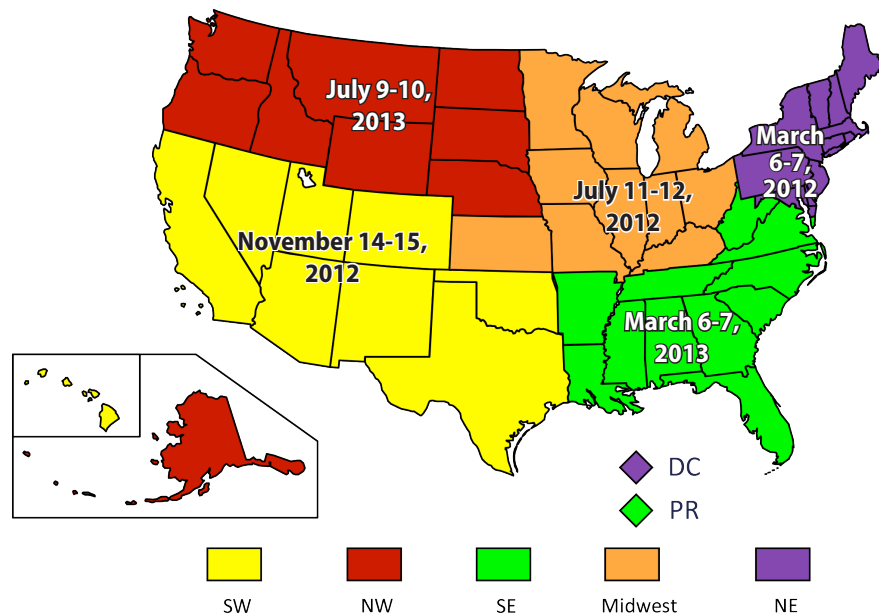 July 9-10,
2013
March
6-7,
2012
July 11-12,
2012
November 14-15,
2012
March 6-7,
2013
DC
PR
SW
NW
SE
Midwest
NE